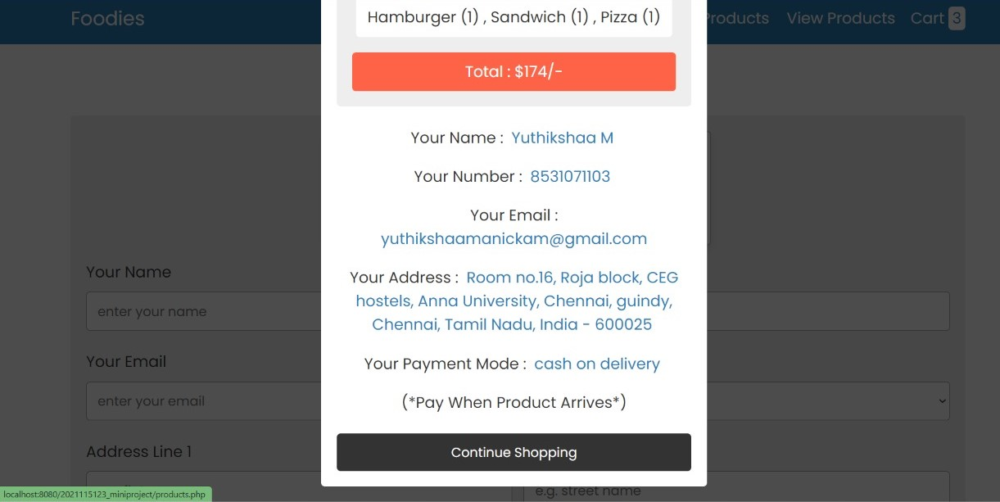 Foodies
Products View Products Cart 3
Hamburger (1) , Sandwich (1) , Pizza (1)
Total : $174/-
Your Name : Yuthikshaa M
Your Number : 8531071103
Your Email :
yuthikshaamanickam@gmail.com
Your Address : Room no.16, Roja block, CEG
hostels, Anna University, Chennai, guindy,
Chennai, Tamil Nadu, India - 600025
Your Payment Mode : cash on delivery
(*Pay When Product Arrives*)
Continue Shopping
Your Name
enter your name
Your Email
enter your email
Address Line 1
e.g. street name
localhost:8080/2021115123_miniproject/products.php